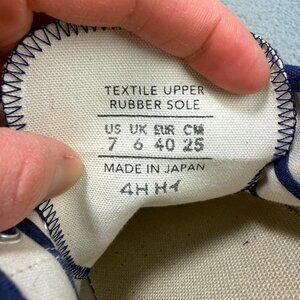 TEXTILE UPPER
RUBBER SOLE
US UK EUR CM
7 6 40 25
MADE IN JAPAN
4H H4